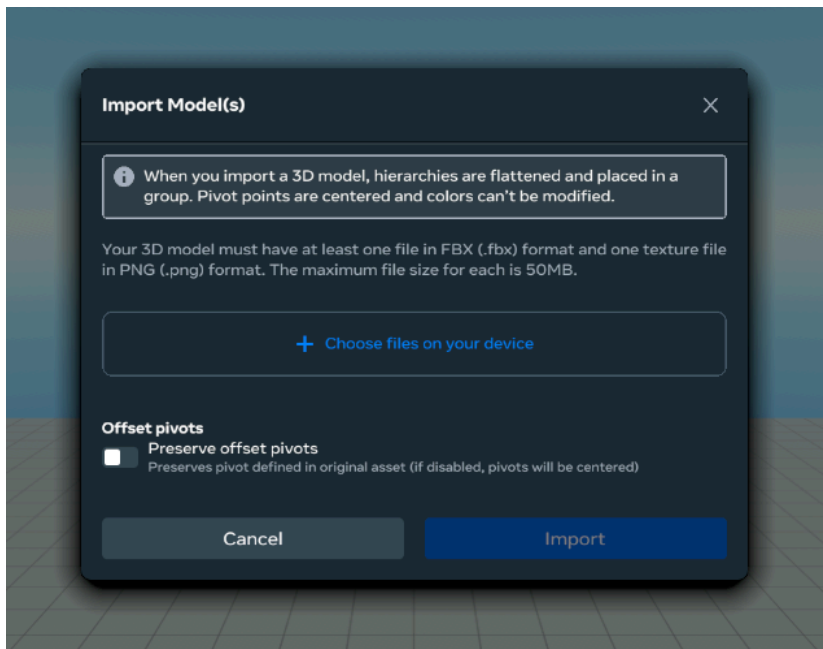 Import Model(s)
When you import a 3D model, hierarchies are flattened and placed in a
group. Pivot points are centered and colors can't be modified.
Your 3D model must have at least one file in FBX (.fbx) format and one texture file
in PNG (.png) format. The maximum file size for each is 50MB.
+ Choose files on your device
Offset pivots
Preserve offset pivots
Preserves pivot defined in original asset (if disabled, pivots will be centered)
Cancel
Import